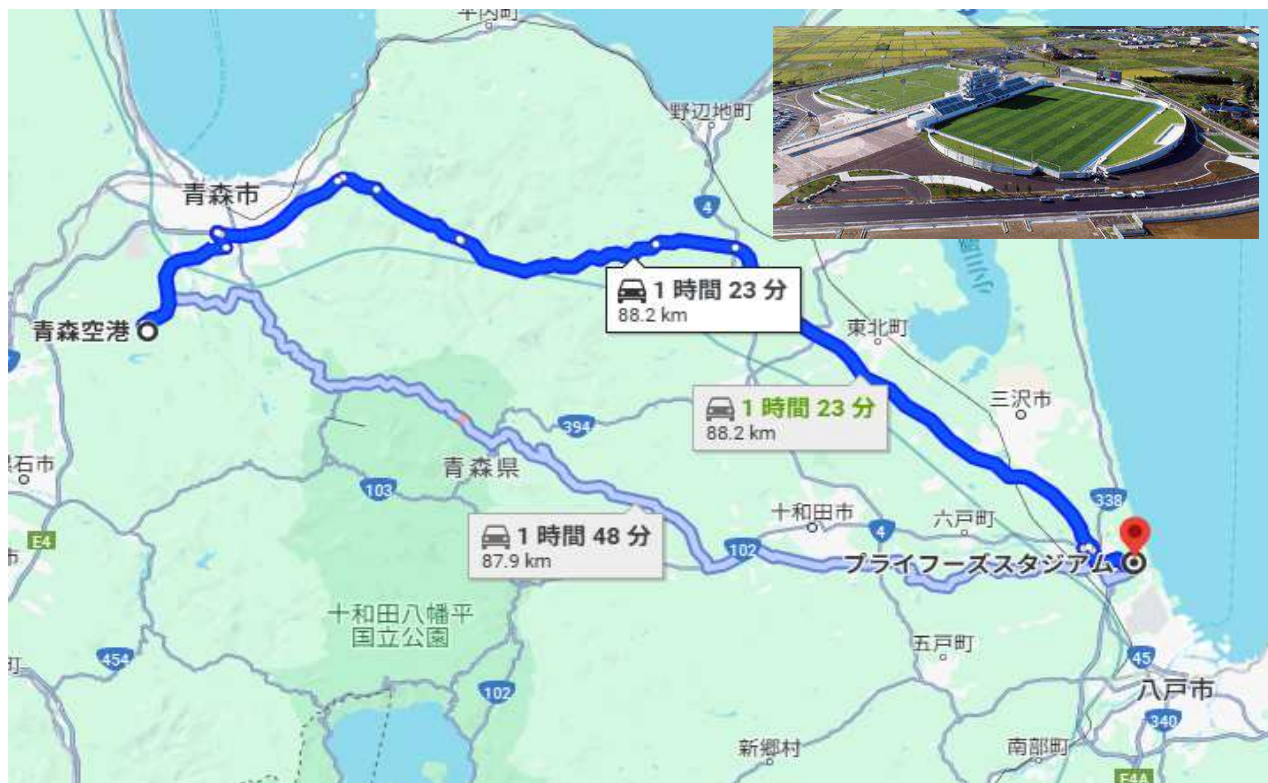 平内町
野辺地町
青森市
4
1 時間 23 分
88.2 km
青森空港
東北町
1 時間 23 分
88.2 km
三沢市
394
青森県
103
338
E4
1 時間 48 分
87.9 km
十和田市
六戸町
4
102
プライフーズスタジアム
十和田八幡平
国立公園
五戸町
454
45
102
八戸市
340
新郷村
南部町
E4A